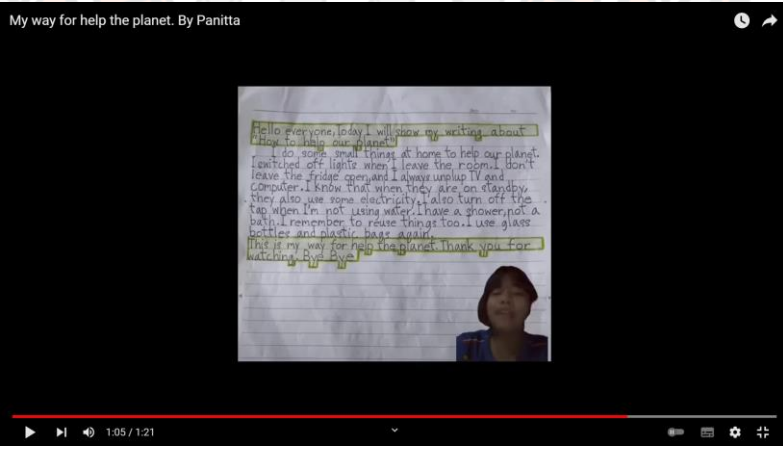 My way for help the planet. By Panitta
Hello everyone, Today I will show my writing about
"How to help our planet"
I do some small things at home to help our planet.
I switched off lights when I leave the room. I don't
leave the fridge open, and I always unplup TV and
computer. I know that when they are on standby,
they also use some electricity, I also turn off the
tap when I'm not using water. I have a shower, not a
bath. I remember to reuse things too. I use glass
bottles and plastic bags again.
This is my way for help the planet. Thank you for
watching. Bye Bye
1:05 / 1:21